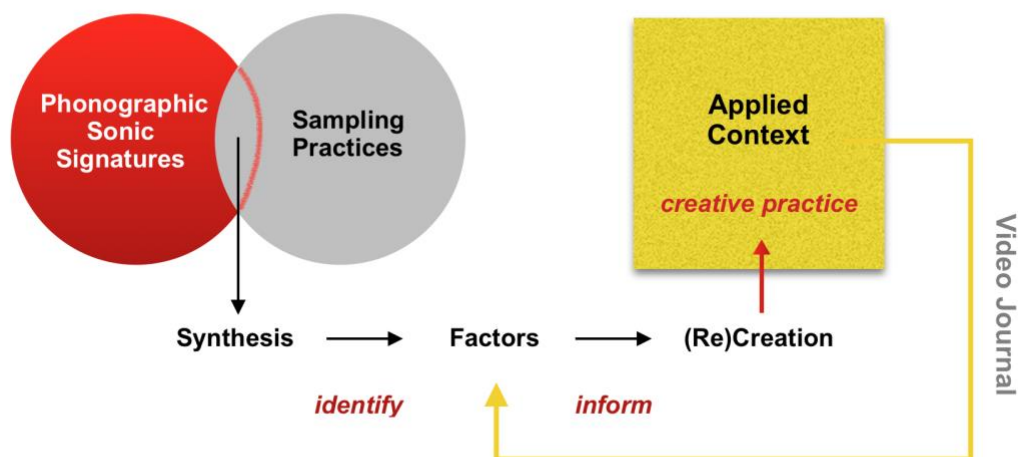 Phonographic
Sonic
Signatures
Sampling
Practices
Applied
Context
creative practice
Video Journal
Synthesis
Factors
(Re)Creation
identify
inform